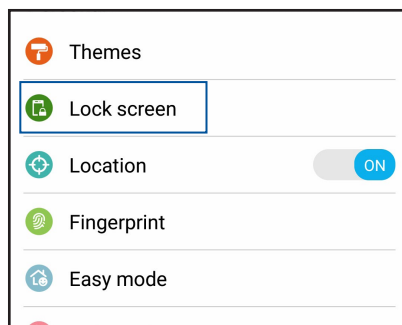 Themes
Lock screen
Location ON
Fingerprint
Easy mode